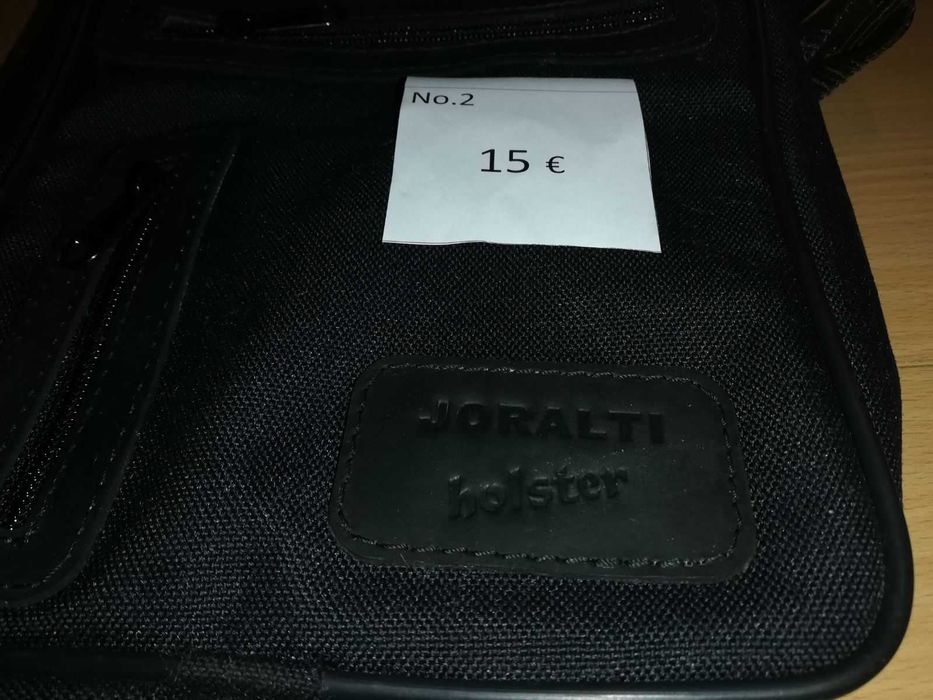 No.2
15 €
JORALTI
holster